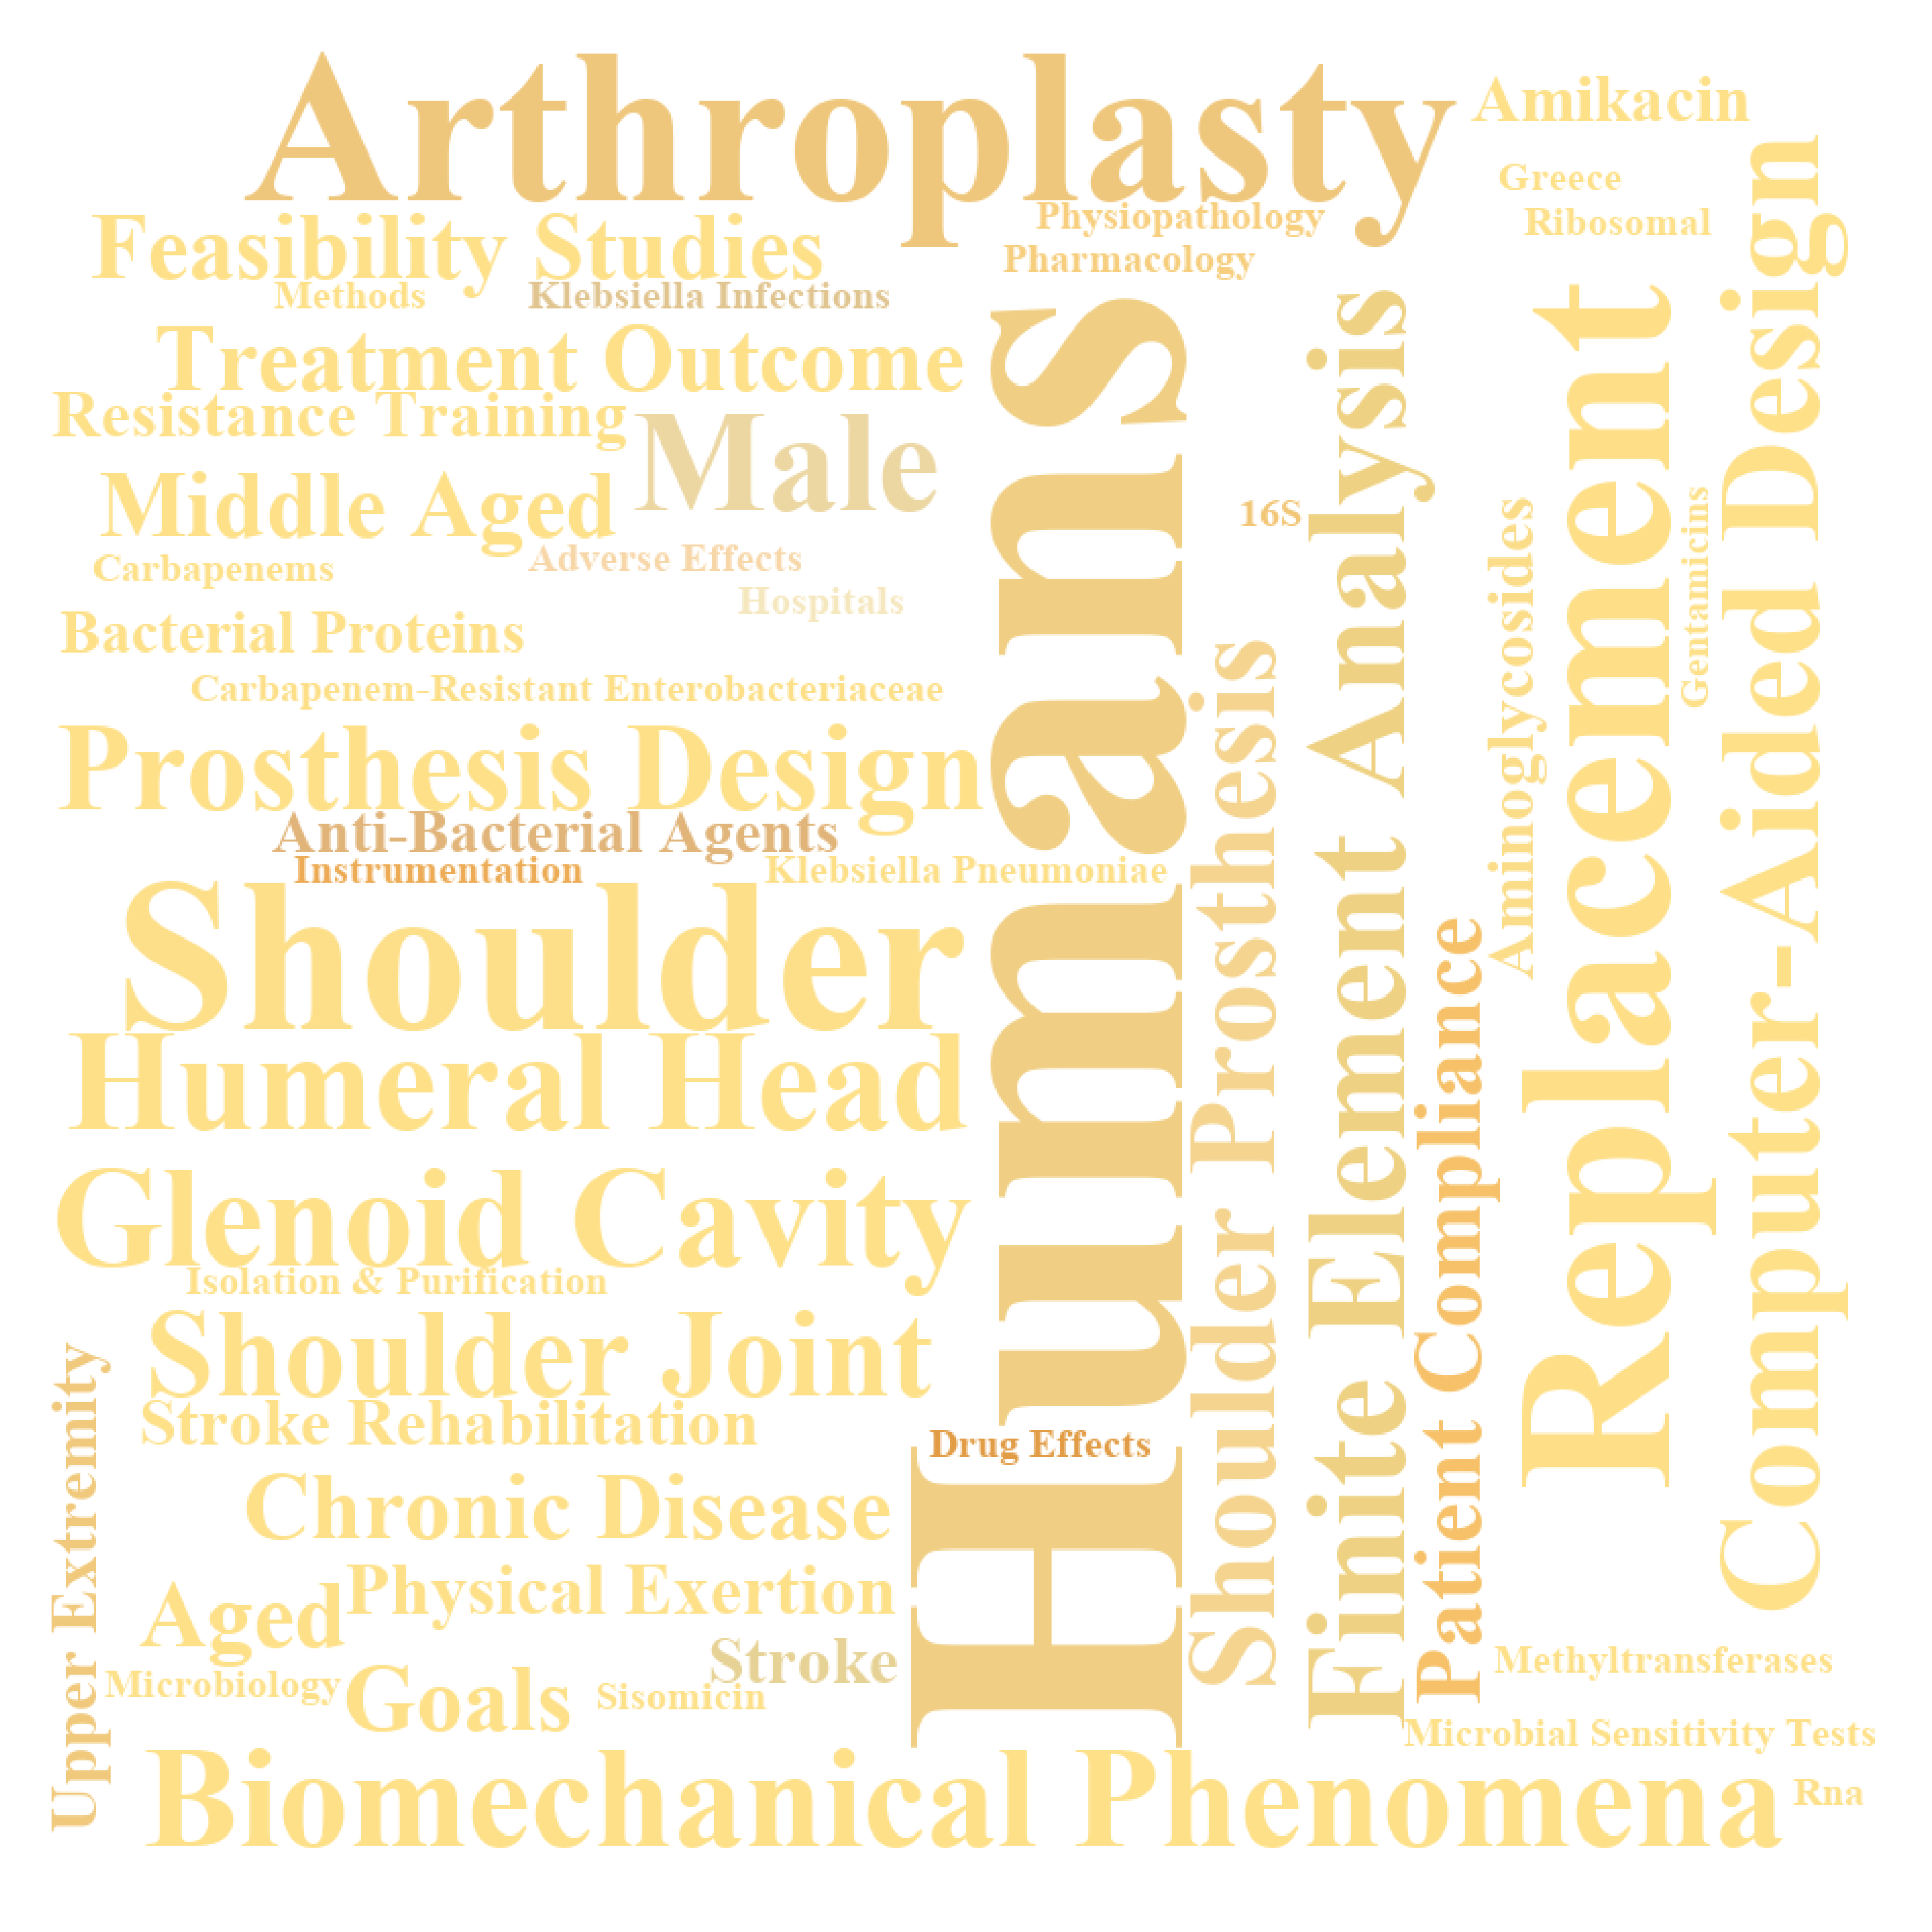 Arthroplasty
Amikacin
Greece
Ribosomal
Physiopathology
Pharmacology
Feasibility Studies
Methods
Klebsiella Infections
Treatment Outcome
Resistance Training
Male
Middle Aged
Adverse Effects
Carbapenems
Hospitals
Bacterial Proteins
Carbapenem-Resistant Enterobacteriaceae
Prosthesis Design
Anti-Bacterial Agents
Instrumentation
Klebsiella Pneumoniae
Shoulder
Humeral Head
Glenoid Cavity
Isolation & Purification
Shoulder Joint
Stroke Rehabilitation
Drug Effects
Chronic Disease
Physical Exertion
Aged
Stroke
Microbiology
Goals
Sisomicin
Biomechanical Phenomena
Upper Extremity
Humans
Shoulder Prosthesis
16S
Finite Element Analysis
Patient Compliance
Aminoglycosides
Replacement
Gentamicins
Computer-Aided Design
Methyltransferases
Microbial Sensitivity Tests
Rna